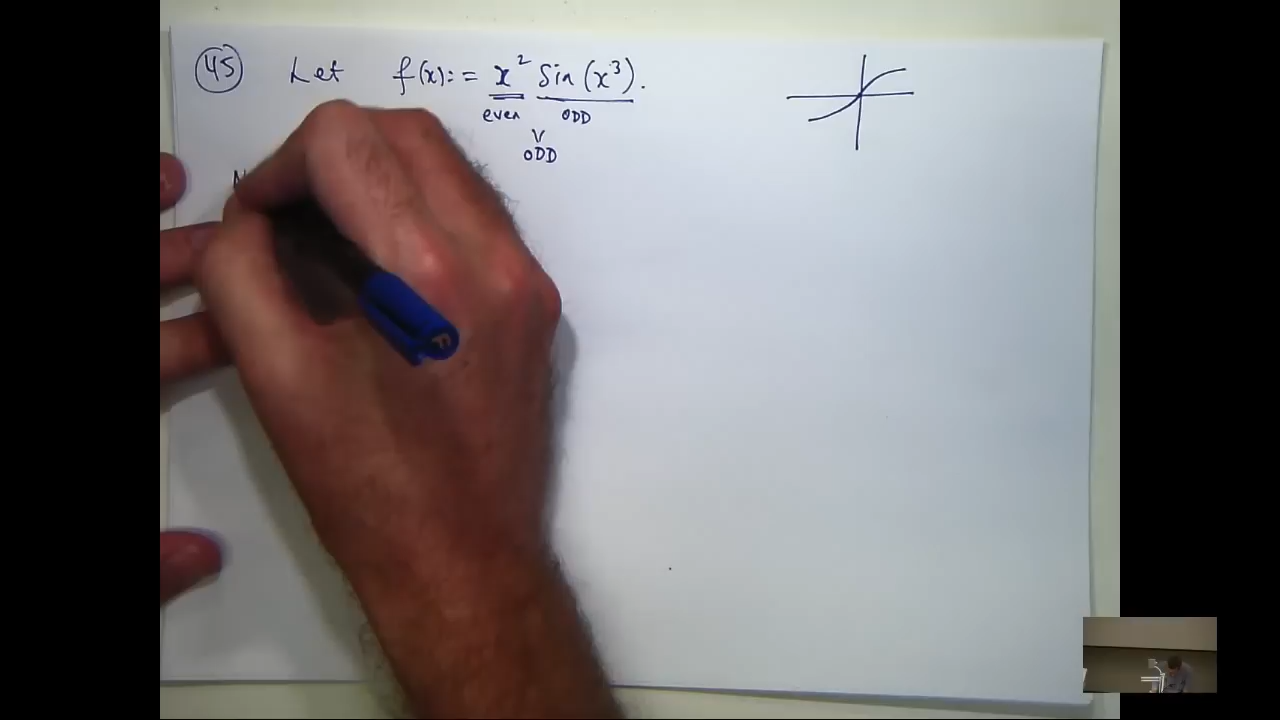 45 Let f(x) := x² Sin (x³).
even ODD
V
ODD
N